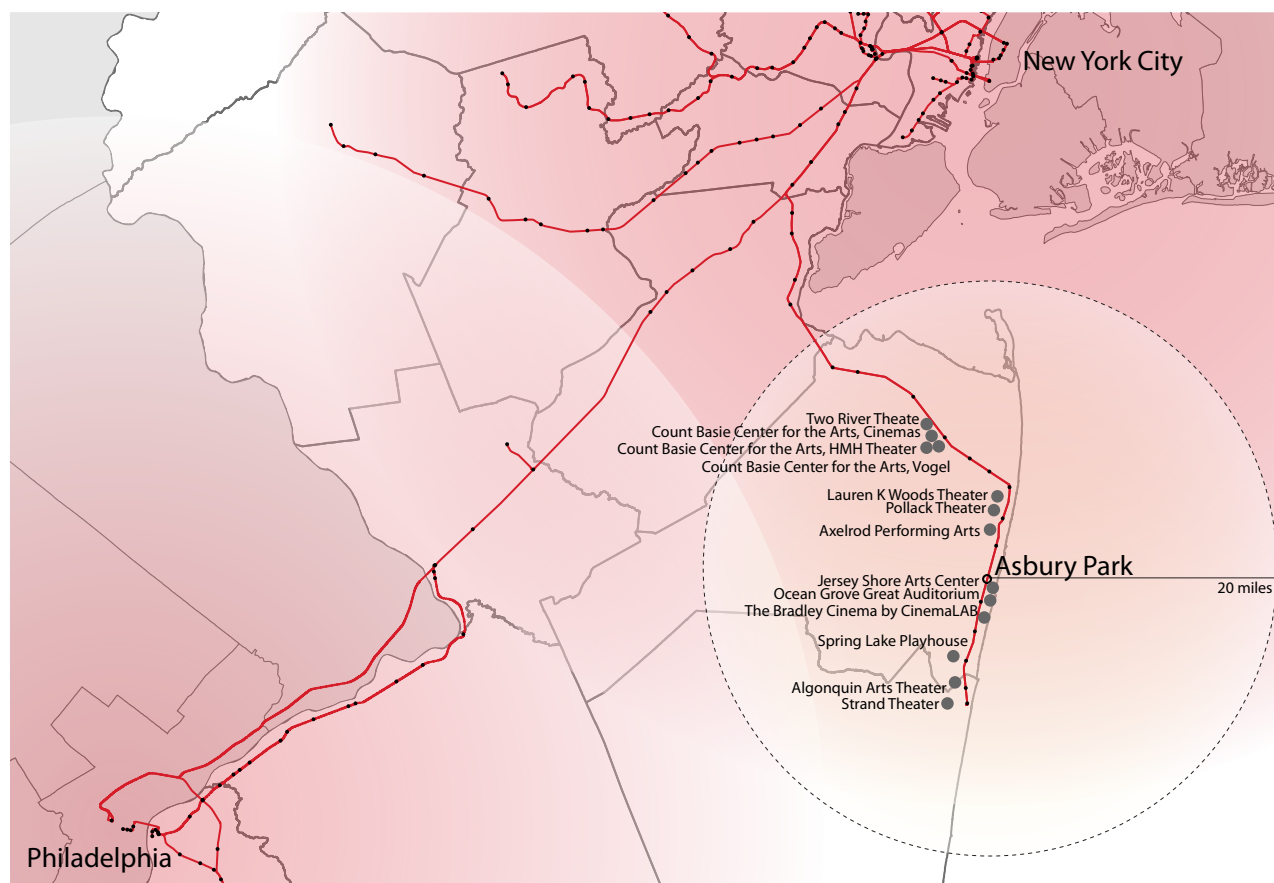 New York City
Two River Theate
Count Basie Center for the Arts, Cinemas
Count Basie Center for the Arts, HMH Theater
Count Basie Center for the Arts, Vogel
Lauren K Woods Theater
Pollack Theater
Axelrod Performing Arts
Asbury Park
Jersey Shore Arts Center
20 miles
Ocean Grove Great Auditorium
The Bradley Cinema by CinemaLAB
Spring Lake Playhouse
Algonquin Arts Theater
Strand Theater
Philadelphia